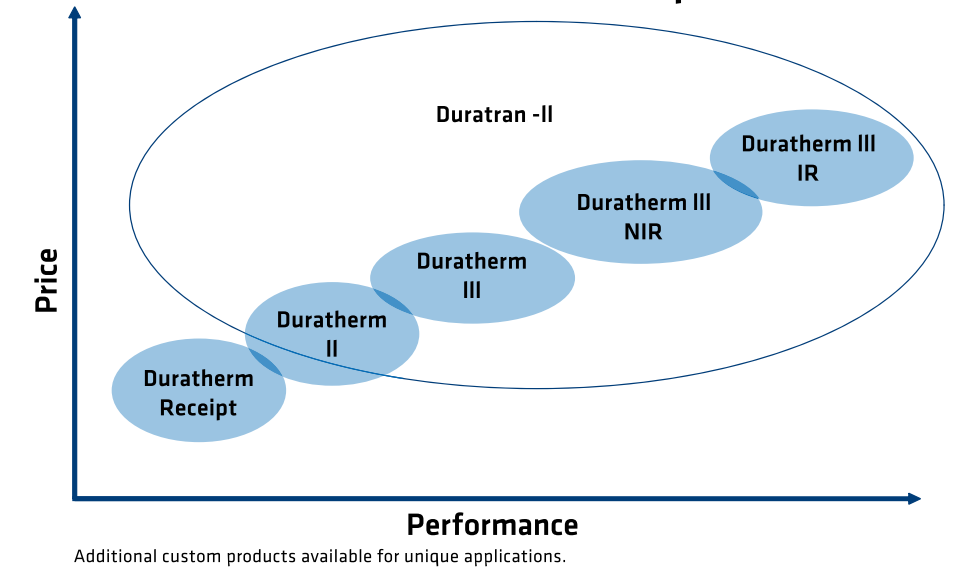 Duratran -II
Duratherm III
IR
Duratherm III
NIR
Duratherm
III
Duratherm
II
Duratherm
Receipt
Price
Performance
Additional custom products available for unique applications.